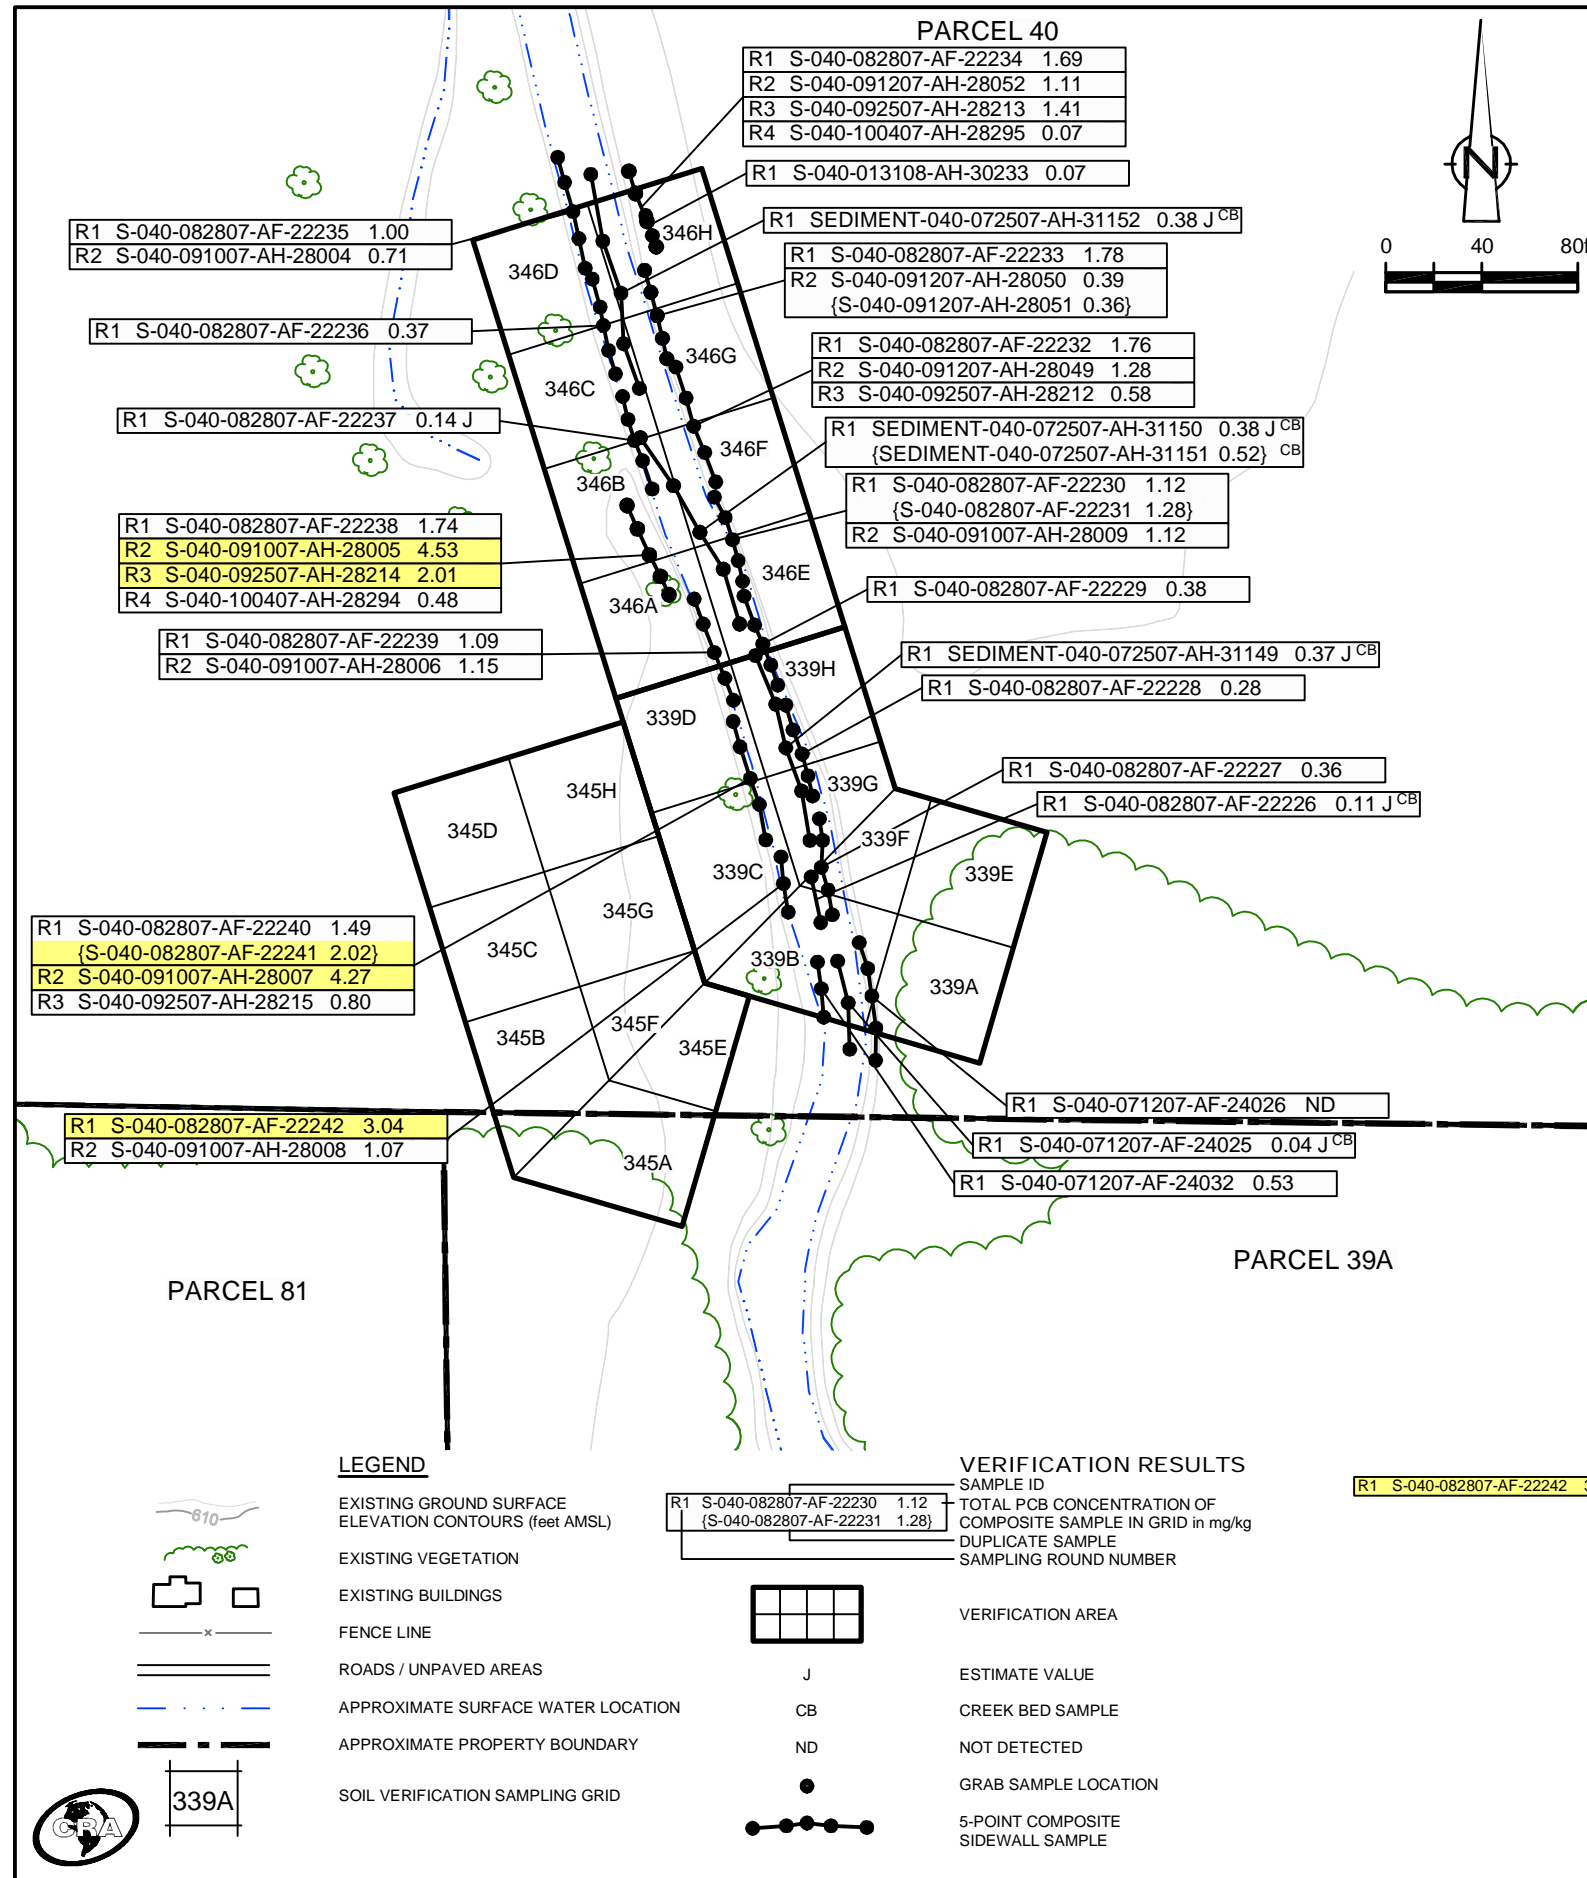 PARCEL 40
R1 S-040-082807-AF-22234 1.69
R2 S-040-091207-AH-28052 1.11
R3 S-040-092507-AH-28213 1.41
R4 S-040-100407-AH-28295 0.07
R1 S-040-013108-AH-30233 0.07
N
R1 SEDIMENT-040-072507-AH-31152 0.38 J CB
0 40 80f
R1 S-040-082807-AF-22235 1.00
R2 S-040-091007-AH-28004 0.71
346H
346D
R1 S-040-082807-AF-22233 1.78
R2 S-040-091207-AH-28050 0.39
{S-040-091207-AH-28051 0.36}
R1 S-040-082807-AF-22236 0.37
346G
346C
R1 S-040-082807-AF-22232 1.76
R2 S-040-091207-AH-28049 1.28
R3 S-040-092507-AH-28212 0.58
R1 S-040-082807-AF-22237 0.14 J
346F
346B
R1 SEDIMENT-040-072507-AH-31150 0.38 J CB
{SEDIMENT-040-072507-AH-31151 0.52} CB
R1 S-040-082807-AF-22230 1.12
{S-040-082807-AF-22231 1.28}
R2 S-040-091007-AH-28009 1.12
R1 S-040-082807-AF-22238 1.74
R2 S-040-091007-AH-28005 4.53
R3 S-040-092507-AH-28214 2.01
R4 S-040-100407-AH-28294 0.48
346E
346A
R1 S-040-082807-AF-22229 0.38
R1 S-040-082807-AF-22239 1.09
R2 S-040-091007-AH-28006 1.15
R1 SEDIMENT-040-072507-AH-31149 0.37 J CB
339H
R1 S-040-082807-AF-22228 0.28
339D
R1 S-040-082807-AF-22227 0.36
345H
339G
R1 S-040-082807-AF-22226 0.11 J CB
345D
339F
339C
339E
345G
R1 S-040-082807-AF-22240 1.49
{S-040-082807-AF-22241 2.02}
R2 S-040-091007-AH-28007 4.27
R3 S-040-092507-AH-28215 0.80
345C
339B
339A
345F
345B
345E
R1 S-040-071207-AF-24026 ND
R1 S-040-082807-AF-22242 3.04
R2 S-040-091007-AH-28008 1.07
R1 S-040-071207-AF-24025 0.04 J CB
345A
R1 S-040-071207-AF-24032 0.53
PARCEL 39A
PARCEL 81
LEGEND
610
EXISTING GROUND SURFACE
ELEVATION CONTOURS (feet AMSL)
EXISTING VEGETATION
EXISTING BUILDINGS
x
FENCE LINE
ROADS / UNPAVED AREAS
APPROXIMATE SURFACE WATER LOCATION
APPROXIMATE PROPERTY BOUNDARY
339A
SOIL VERIFICATION SAMPLING GRID
CRA
VERIFICATION RESULTS
SAMPLE ID
R1 S-040-082807-AF-22230 1.12
{S-040-082807-AF-22231 1.28}
TOTAL PCB CONCENTRATION OF
COMPOSITE SAMPLE IN GRID in mg/kg
DUPLICATE SAMPLE
SAMPLING ROUND NUMBER
R1 S-040-082807-AF-22242
VERIFICATION AREA
J
ESTIMATE VALUE
CB
CREEK BED SAMPLE
ND
NOT DETECTED
GRAB SAMPLE LOCATION
5-POINT COMPOSITE
SIDEWALL SAMPLE